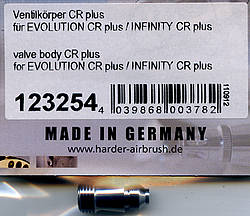 Ventilkörper CR plus
für EVOLUTION CR plus / INFINITY CR plus
valve body CR plus
for EVOLUTION CR plus / INFINITY CR plus
123254
4 039868 003782
110912
MADE IN GERMANY
www.harder-airbrush.de